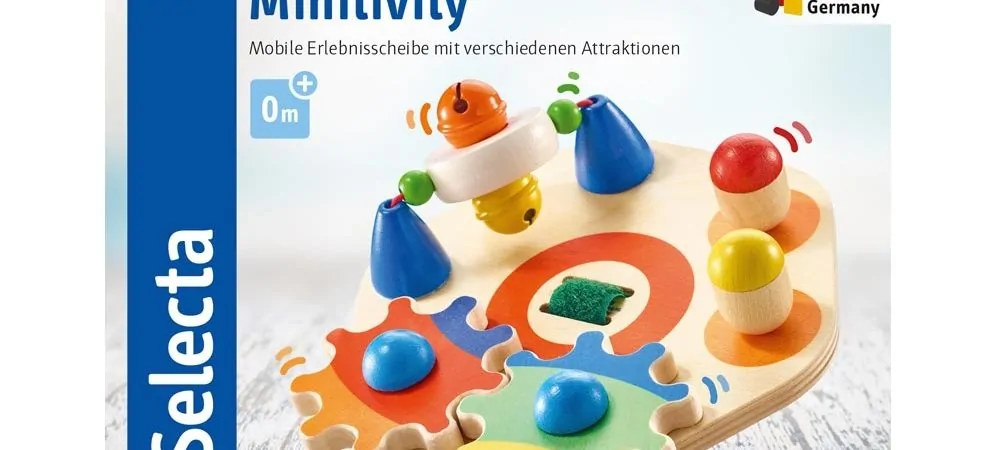 Minitivity
Germany
Mobile Erlebnisscheibe mit verschiedenen Attraktionen
0m+
Selecta